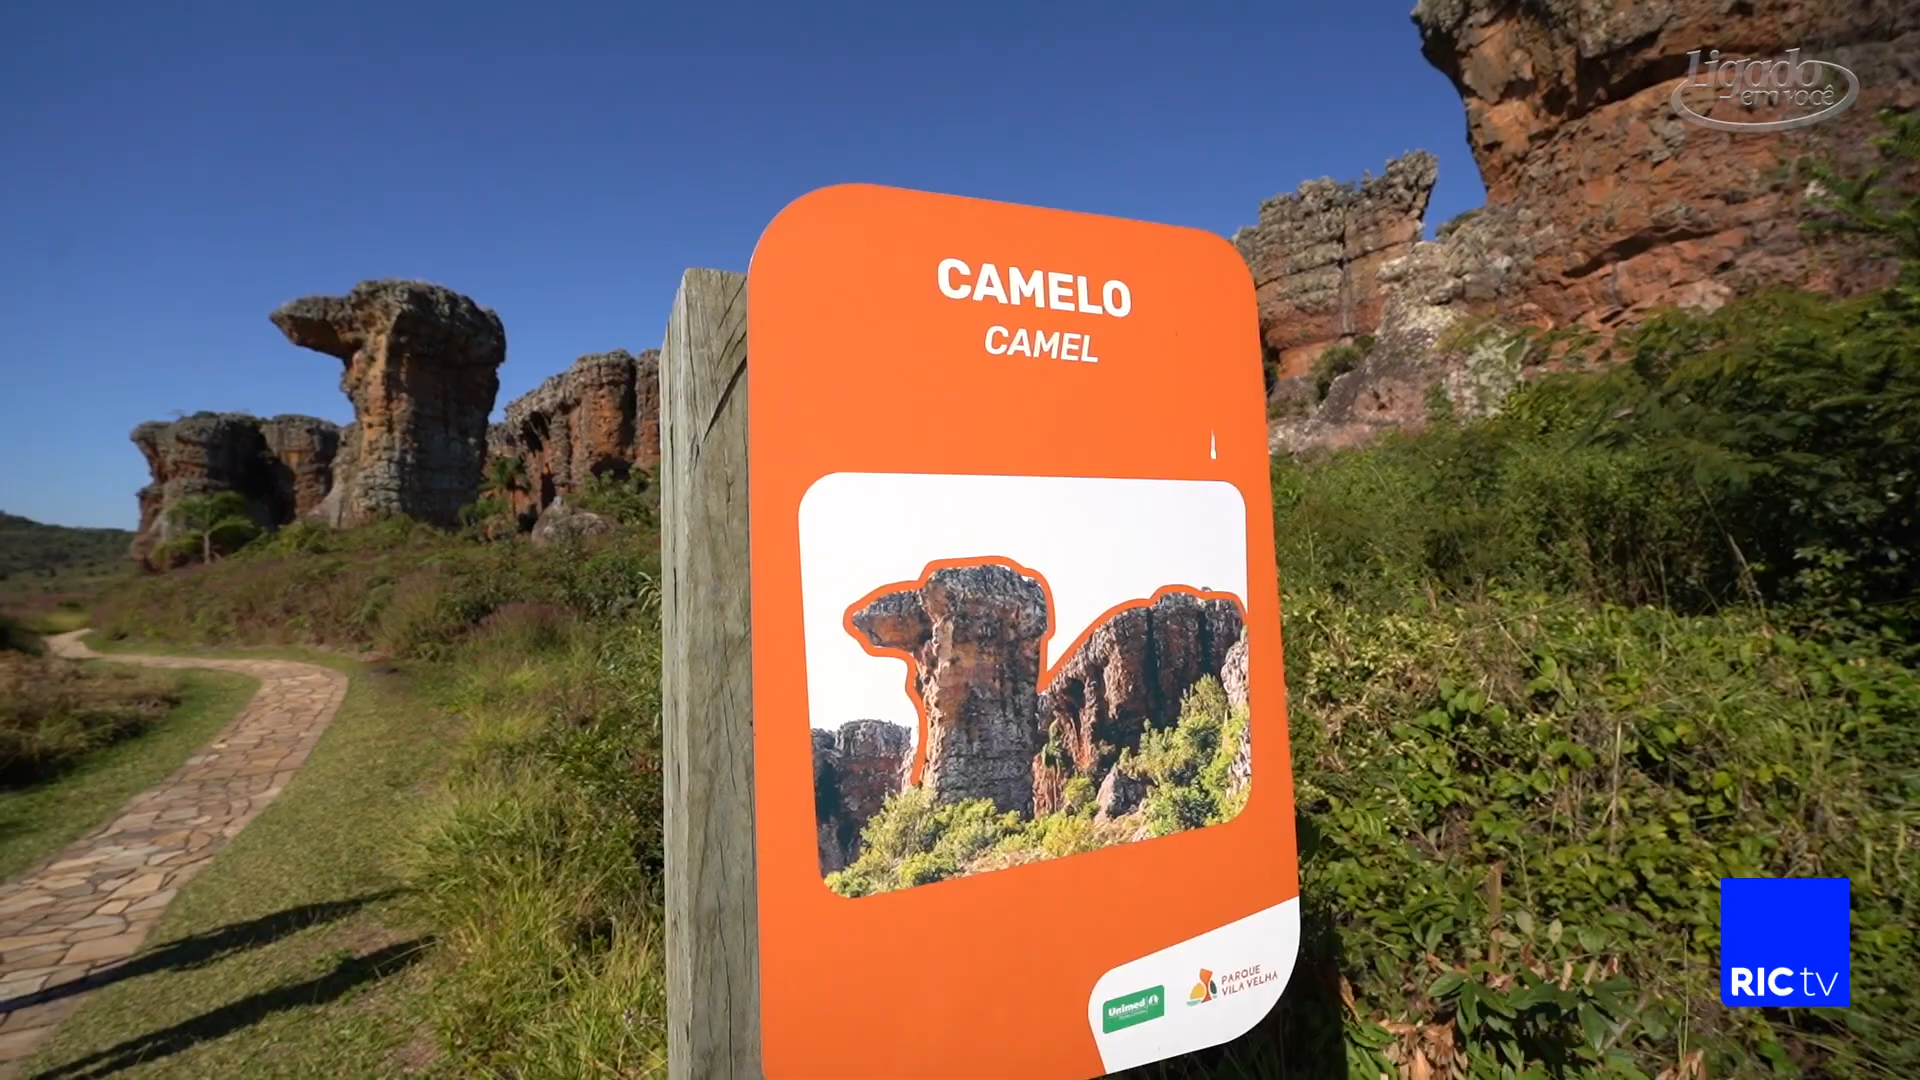 Ligado
em você
CAMELO
CAMEL
PARQUE
VILA VELHA
Unimed
RIC tv